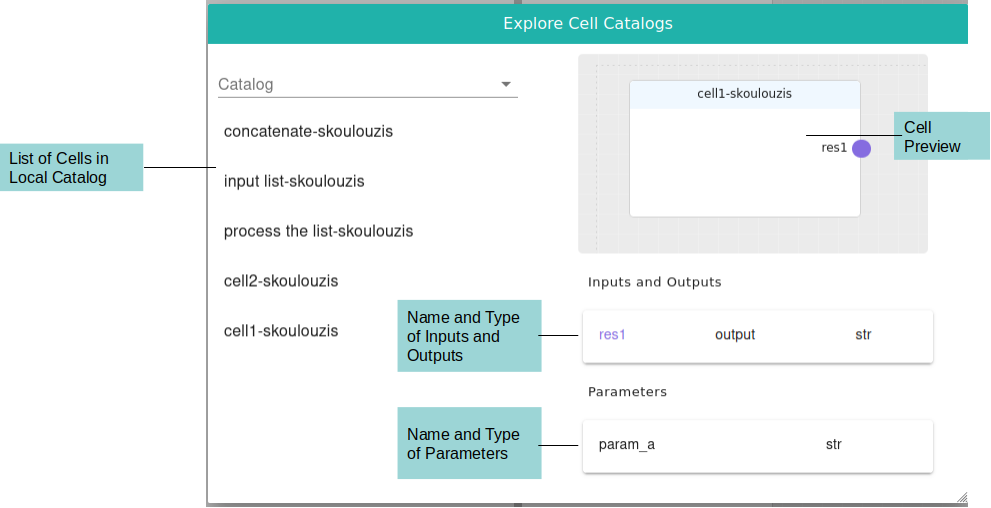 Explore Cell Catalogs
Catalog
concatenate-skoulouzis
input list-skoulouzis
process the list-skoulouzis
cell2-skoulouzis
cell1-skoulouzis
List of Cells in
Local Catalog
cell1-skoulouzis
res1
Cell
Preview
Inputs and Outputs
Name and Type
of Inputs and
Outputs
res1 output str
Parameters
Name and Type
of Parameters
param_a str